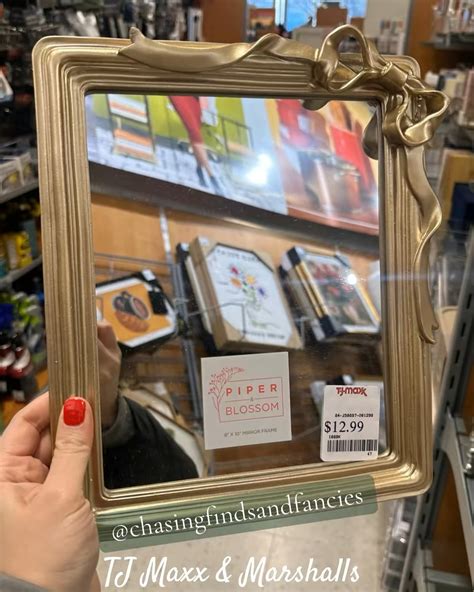 PIPER
&
BLOSSOM
8" X 10" MIRROR FRAME
TJ·maxx
$12.99
@chasingfindsandfancies
TJ Maxx & Marshalls